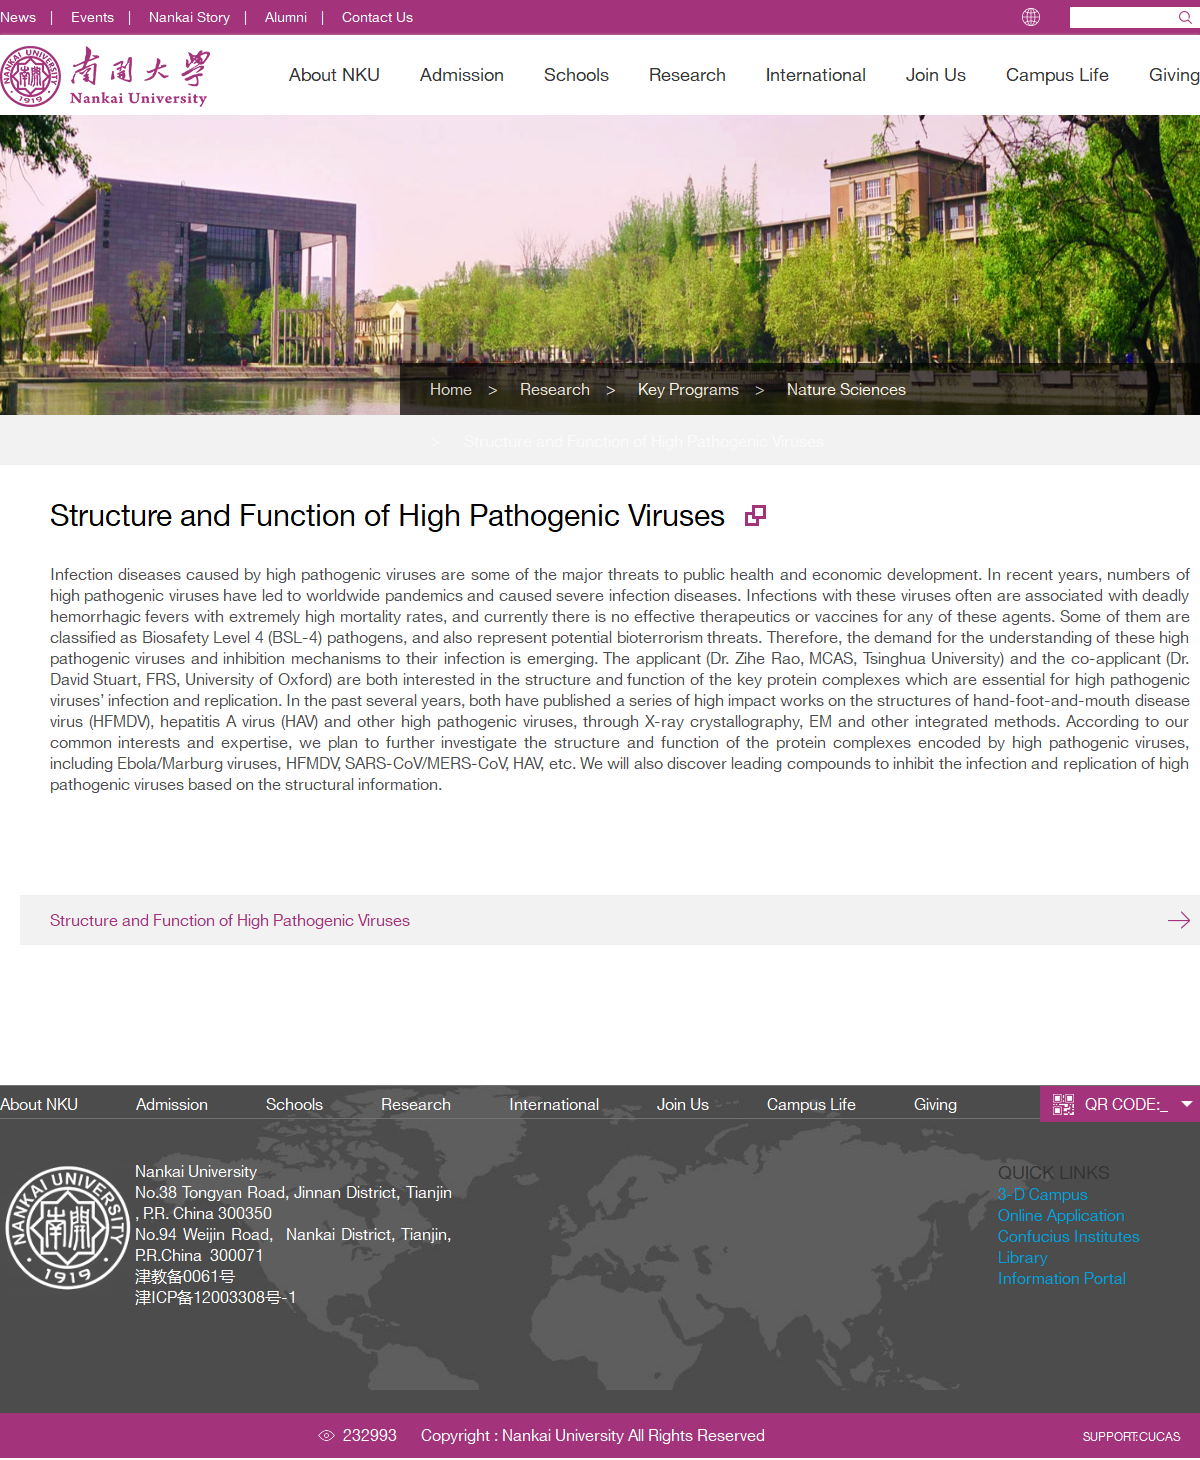 News | Events | Nankai Story | Alumni | Contact Us
NANKAI UNIVERSITY
1919
南開大學
Nankai University
About NKU Admission Schools Research International Join Us Campus Life Giving
Home > Research > Key Programs > Nature Sciences
> Structure and Function of High Pathogenic Viruses
Structure and Function of High Pathogenic Viruses
Infection diseases caused by high pathogenic viruses are some of the major threats to public health and economic development. In recent years, numbers of
high pathogenic viruses have led to worldwide pandemics and caused severe infection diseases. Infections with these viruses often are associated with deadly
hemorrhagic fevers with extremely high mortality rates, and currently there is no effective therapeutics or vaccines for any of these agents. Some of them are
classified as Biosafety Level 4 (BSL-4) pathogens, and also represent potential bioterrorism threats. Therefore, the demand for the understanding of these high
pathogenic viruses and inhibition mechanisms to their infection is emerging. The applicant (Dr. Zihe Rao, MCAS, Tsinghua University) and the co-applicant (Dr.
David Stuart, FRS, University of Oxford) are both interested in the structure and function of the key protein complexes which are essential for high pathogenic
viruses’ infection and replication. In the past several years, both have published a series of high impact works on the structures of hand-foot-and-mouth disease
virus (HFMDV), hepatitis A virus (HAV) and other high pathogenic viruses, through X-ray crystallography, EM and other integrated methods. According to our
common interests and expertise, we plan to further investigate the structure and function of the protein complexes encoded by high pathogenic viruses,
including Ebola/Marburg viruses, HFMDV, SARS-CoV/MERS-CoV, HAV, etc. We will also discover leading compounds to inhibit the infection and replication of high
pathogenic viruses based on the structural information.
Structure and Function of High Pathogenic Viruses
About NKU Admission Schools Research International Join Us Campus Life Giving QR CODE:_
NANKAI UNIVERSITY
南開
1919
Nankai University
No.38 Tongyan Road, Jinnan District, Tianjin
, P.R. China 300350
No.94 Weijin Road, Nankai District, Tianjin,
P.R.China 300071
津教备0061号
津ICP备12003308号-1
QUICK LINKS
3-D Campus
Online Application
Confucius Institutes
Library
Information Portal
232993 Copyright : Nankai University All Rights Reserved
SUPPORT:CUCAS